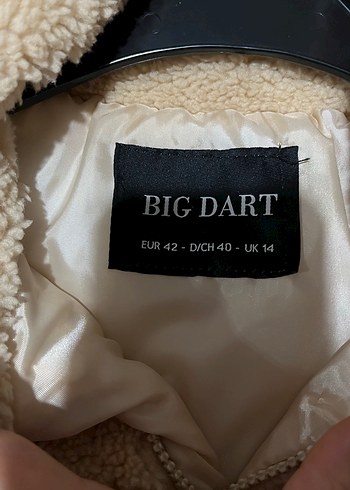 BIG DART
EUR 42 - D/CH 40 - UK 14